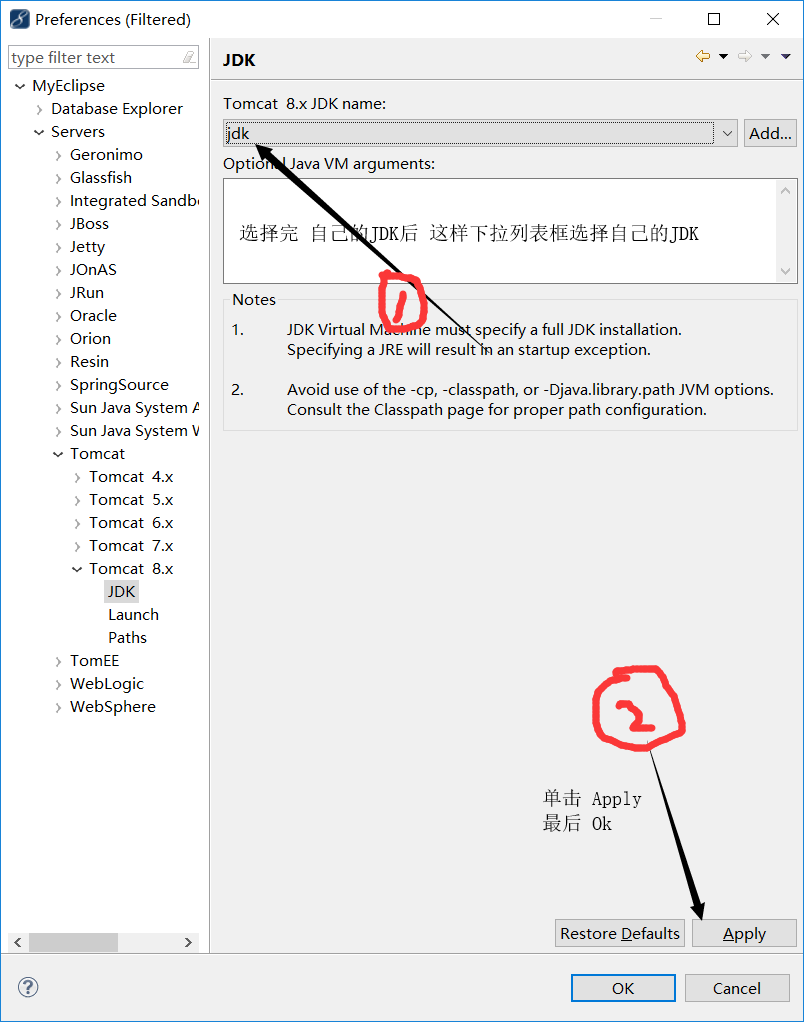 Preferences (Filtered)
type filter text
MyEclipse
Database Explorer
Servers
Geronimo
Glassfish
Integrated Sandbo
JBoss
Jetty
JOnAS
JRun
Oracle
Orion
Resin
SpringSource
Sun Java System A
Sun Java System W
Tomcat
Tomcat 4.x
Tomcat 5.x
Tomcat 6.x
Tomcat 7.x
Tomcat 8.x
JDK
Launch
Paths
TomEE
WebLogic
WebSphere
JDK
Tomcat 8.x JDK name:
jdk
Add...
Optional Java VM arguments:
选择完 自己的JDK后 这样下拉列表框选择自己的JDK
1
Notes
1. JDK Virtual Machine must specify a full JDK installation.
Specifying a JRE will result in an startup exception.
2. Avoid use of the -cp, -classpath, or -Djava.library.path JVM options.
Consult the Classpath page for proper path configuration.
2
单击 Apply
最后 Ok
Restore Defaults
Apply
OK
Cancel